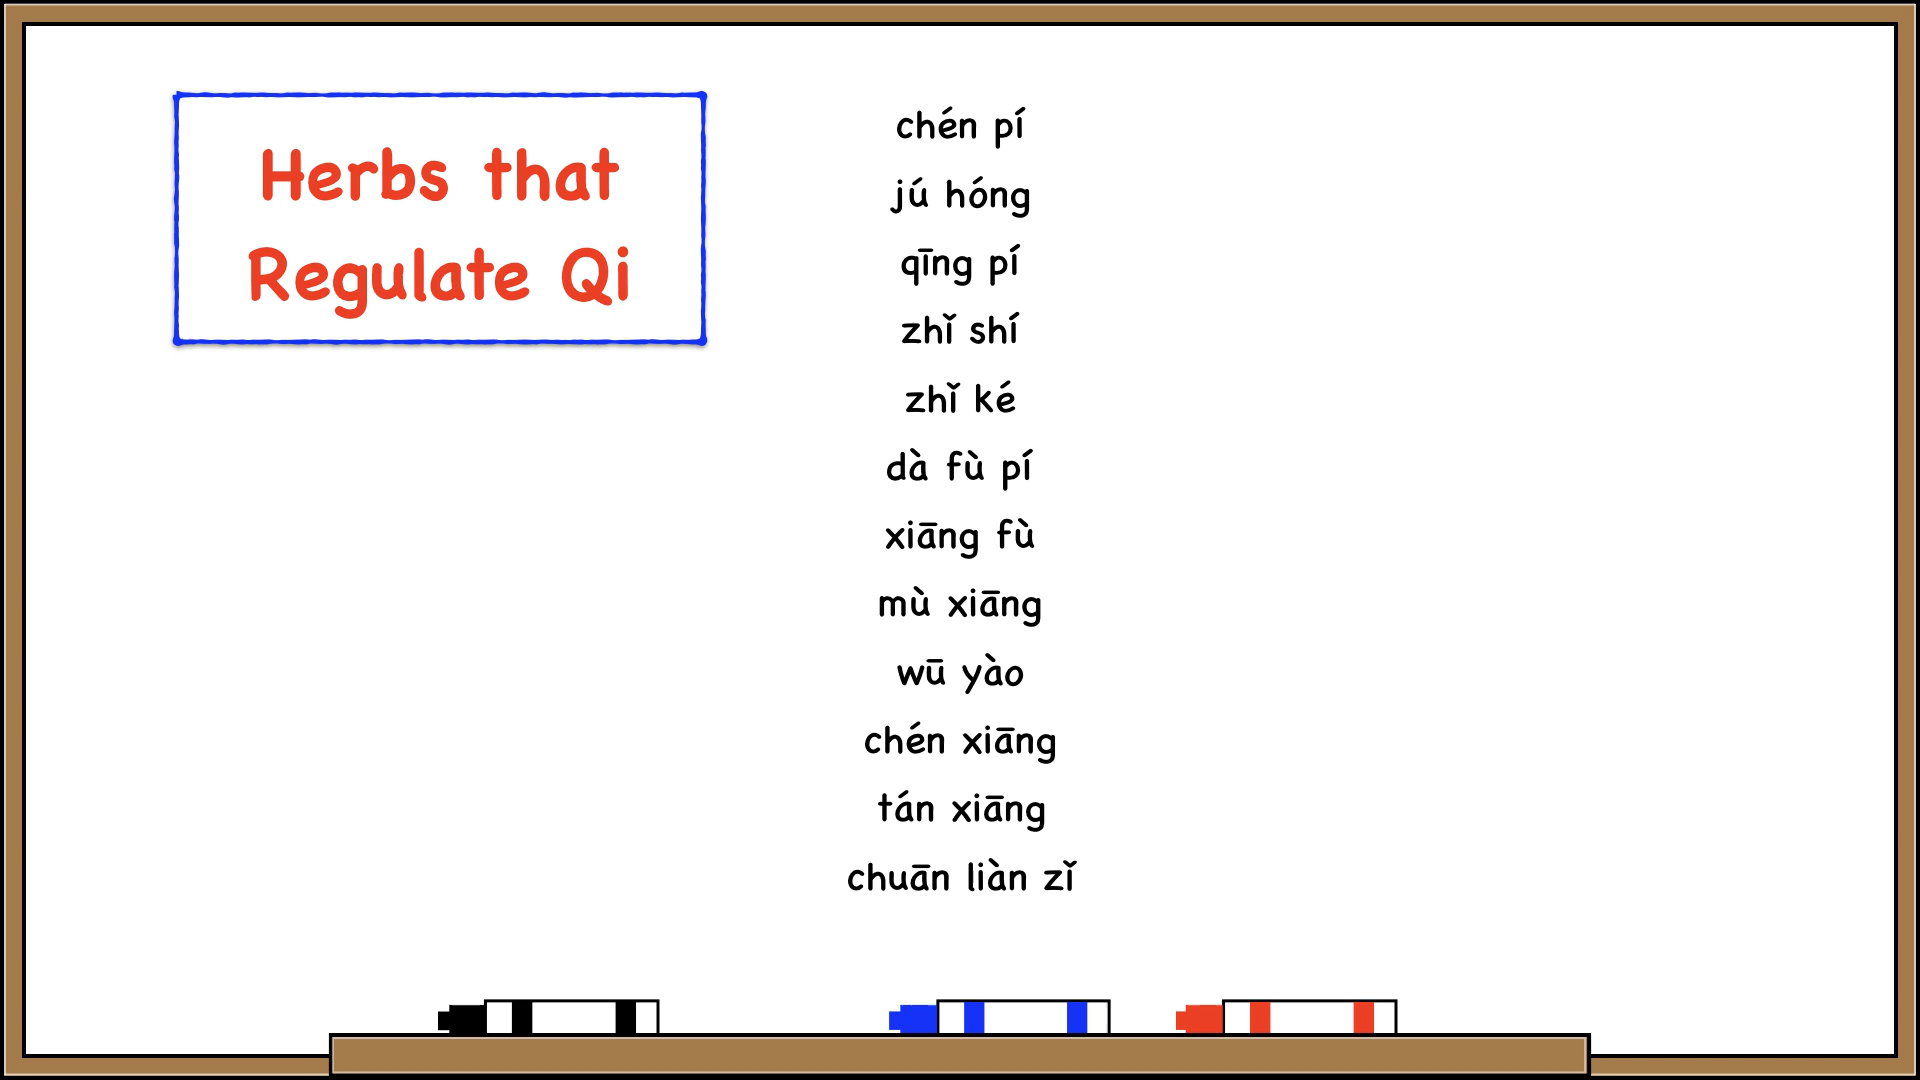 Herbs that
Regulate Qi
chén pí
jú hóng
qīng pí
zhǐ shí
zhǐ ké
dà fù pí
xiāng fù
mù xiāng
wū yào
chén xiāng
tán xiāng
chuān liàn zǐ